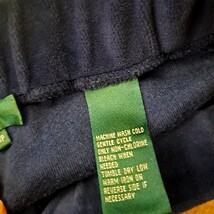 MACHINE WASH COLD
GENTLE CYCLE
ONLY NON-CHLORINE
BLEACH WHEN
NEEDED
TUMBLE DRY LOW
WARM IRON ON
REVERSE SIDE IF
NEEDED